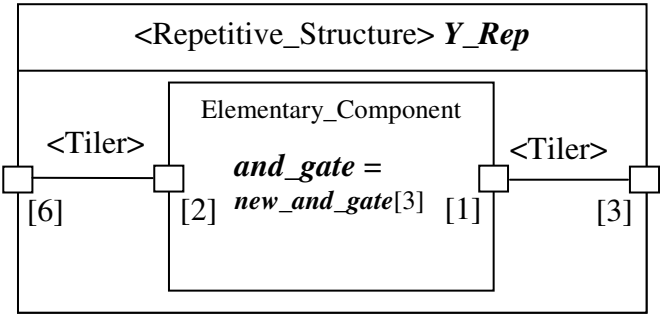 <Repetitive_Structure> Y_Rep
Elementary_Component
<Tiler>
<Tiler>
and_gate =
new_and_gate[3]
[6]
[2]
[1]
[3]